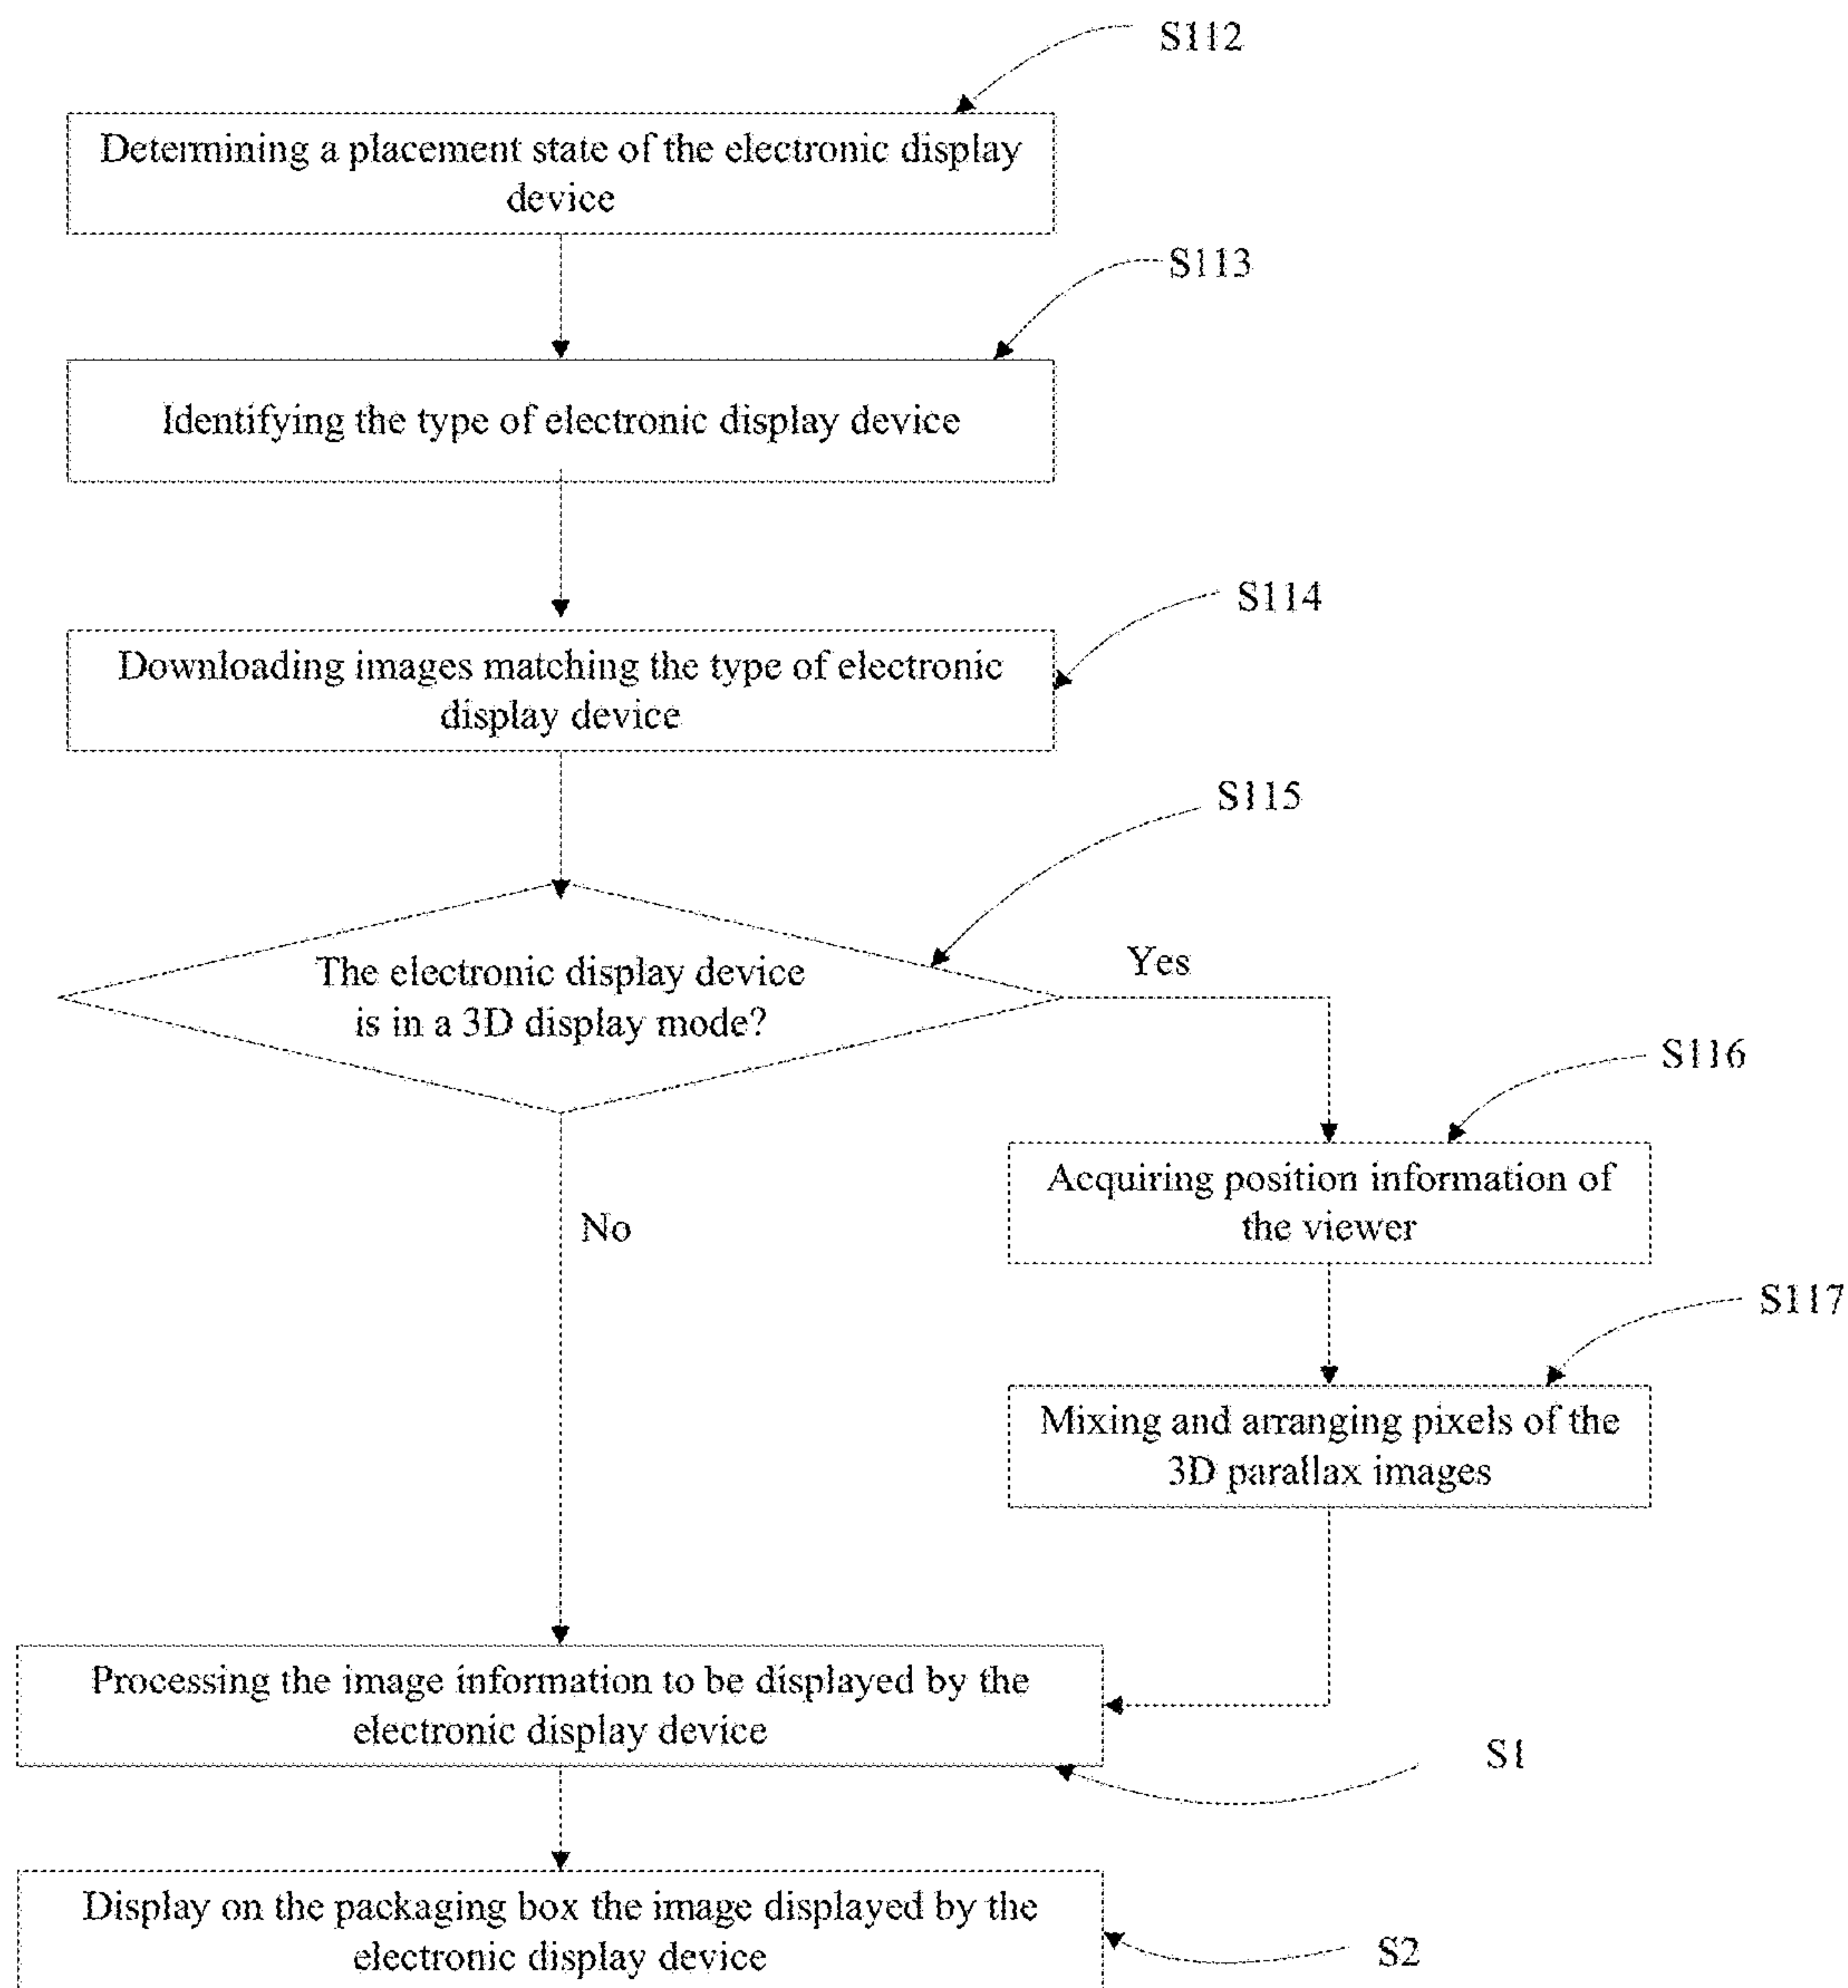 S112
Determining a placement state of the electronic display
device
S113
Identifying the type of electronic display device
S114
Downloading images matching the type of electronic
display device
S115
The electronic display device
is in a 3D display mode?
Yes
S116
Acquiring position information of
the viewer
No
S117
Mixing and arranging pixels of the
3D parallax images
Processing the image information to be displayed by the
electronic display device
S1
Display on the packaging box the image displayed by the
electronic display device
S2